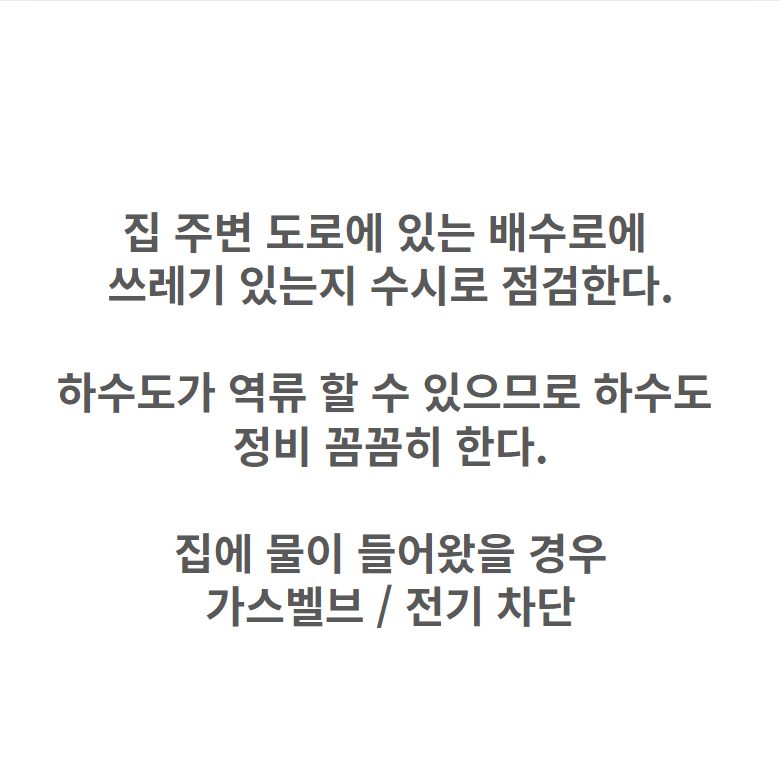 집 주변 도로에 있는 배수로에
쓰레기 있는지 수시로 점검한다.
하수도가 역류 할 수 있으므로 하수도
정비 꼼꼼히 한다.
집에 물이 들어왔을 경우
가스벨브 / 전기 차단